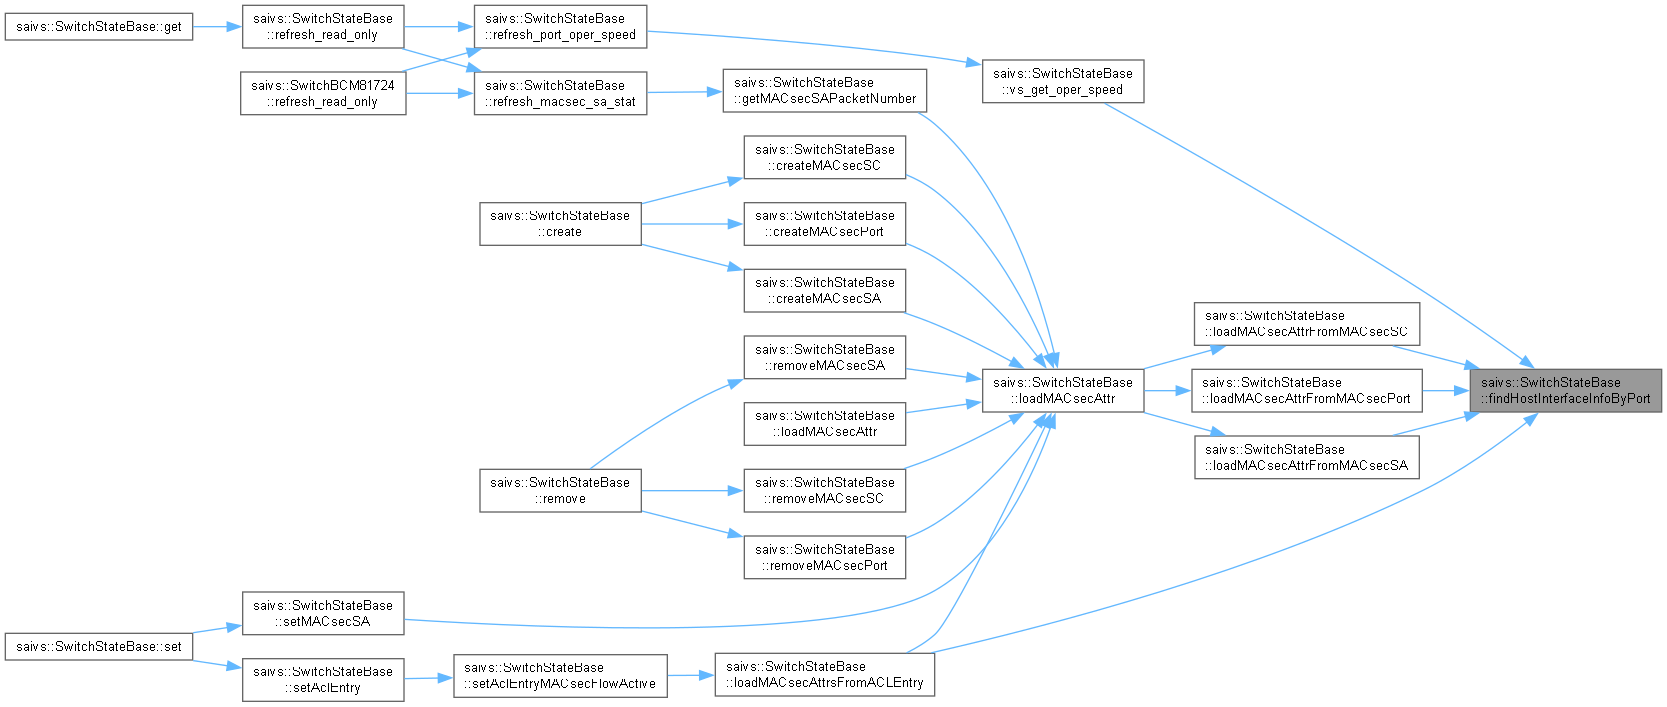 saivs::SwitchStateBase::get
saivs::SwitchStateBase
::refresh_read_only
saivs::SwitchStateBase
::refresh_port_oper_speed
saivs::SwitchBCM81724
::refresh_read_only
saivs::SwitchStateBase
::refresh_macsec_sa_stat
saivs::SwitchStateBase
::getMACsecSAPacketNumber
saivs::SwitchStateBase
::vs_get_oper_speed
saivs::SwitchStateBase
::createMACsecSC
saivs::SwitchStateBase
::create
saivs::SwitchStateBase
::createMACsecPort
saivs::SwitchStateBase
::createMACsecSA
saivs::SwitchStateBase
::loadMACsecAttrFromMACsecSC
saivs::SwitchStateBase
::removeMACsecSA
saivs::SwitchStateBase
::loadMACsecAttr
saivs::SwitchStateBase
::loadMACsecAttrFromMACsecPort
saivs::SwitchStateBase
::findHostInterfaceInfoByPort
saivs::SwitchStateBase
::loadMACsecAttr
saivs::SwitchStateBase
::loadMACsecAttrFromMACsecSA
saivs::SwitchStateBase
::remove
saivs::SwitchStateBase
::removeMACsecSC
saivs::SwitchStateBase
::removeMACsecPort
saivs::SwitchStateBase
::setMACsecSA
saivs::SwitchStateBase::set
saivs::SwitchStateBase
::setAclEntry
saivs::SwitchStateBase
::setAclEntryMACsecFlowActive
saivs::SwitchStateBase
::loadMACsecAttrsFromACLEntry